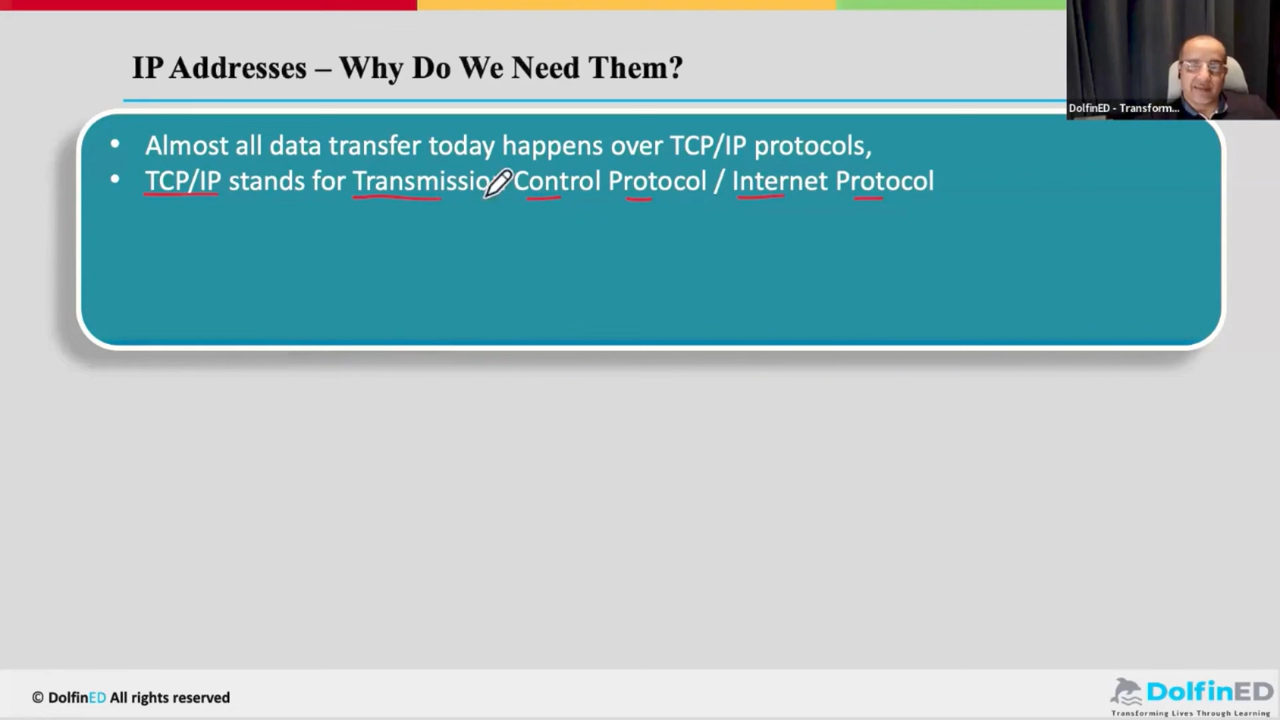 IP Addresses – Why Do We Need Them?
DolfinED - Transform...
• Almost all data transfer today happens over TCP/IP protocols,
• TCP/IP stands for Transmission Control Protocol / Internet Protocol
© DolfinED All rights reserved
DolfinED
Transforming Lives Through Learning